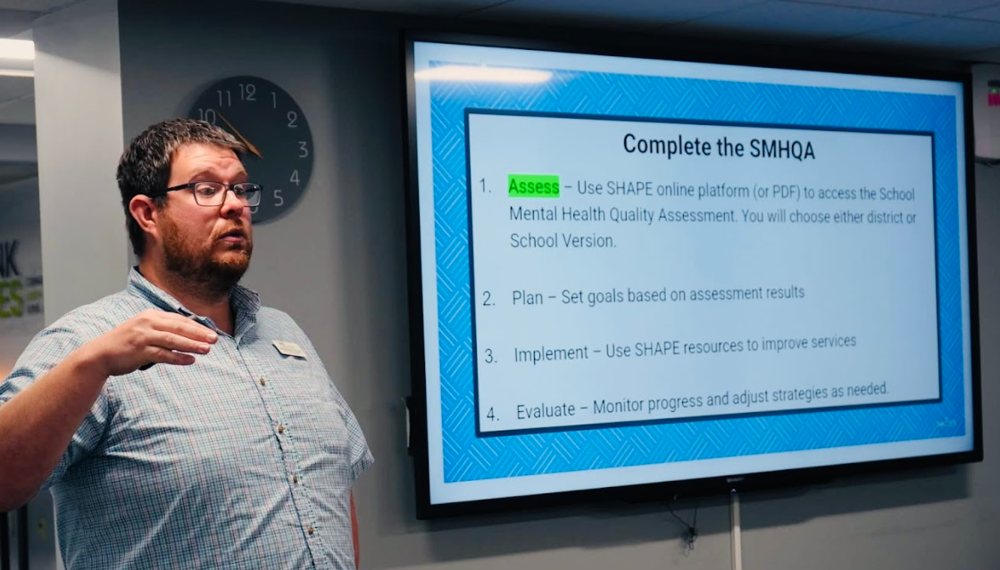 11 12 1
10 2
3
4
5
NK
ES
Complete the SMHQA
1. Assess – Use SHAPE online platform (or PDF) to access the School
Mental Health Quality Assessment. You will choose either district or
School Version.
2. Plan – Set goals based on assessment results
3. Implement – Use SHAPE resources to improve services
4. Evaluate – Monitor progress and adjust strategies as needed.